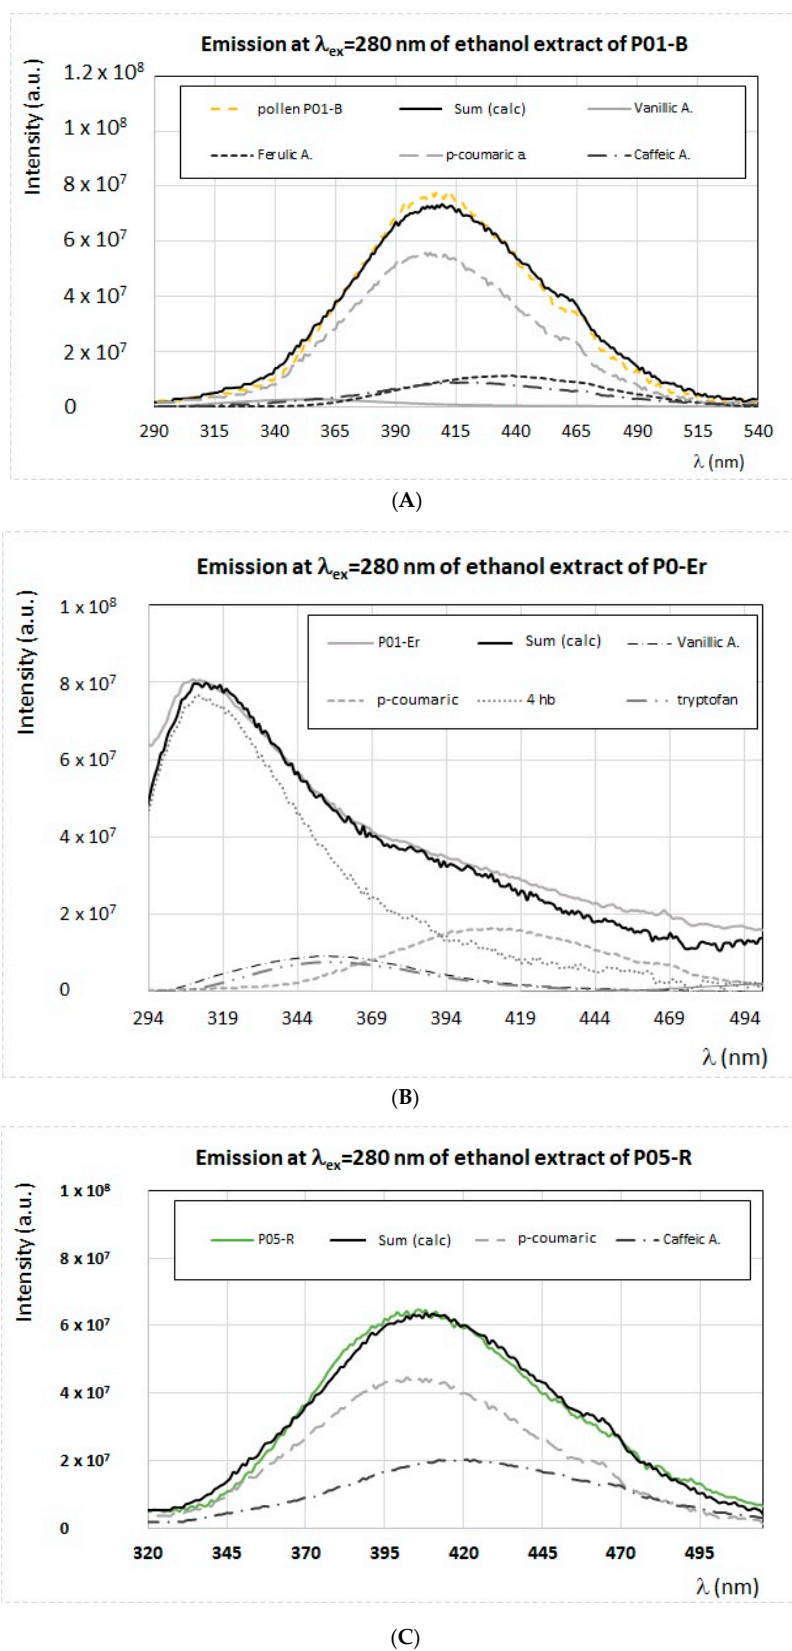 Emission at λex=280 nm of ethanol extract of P01-B
Intensity (a.u.)
1.2 x 10⁸
1 x 10⁸
8 x 10⁷
6 x 10⁷
4 x 10⁷
2 x 10⁷
0
pollen P01-B Sum (calc) Vanillic A.
Ferulic A. p-coumaric a. Caffeic A.
290 315 340 365 390 415 440 465 490 515 540
λ (nm)
(A)
Emission at λex=280 nm of ethanol extract of P0-Er
Intensity (a.u.)
1 x 10⁸
8 x 10⁷
6 x 10⁷
4 x 10⁷
2 x 10⁷
0
P01-Er Sum (calc) Vanillic A.
p-coumaric 4 hb tryptofan
294 319 344 369 394 419 444 469 494
λ (nm)
(B)
Emission at λex=280 nm of ethanol extract of P05-R
Intensity (a.u.)
1 x 10⁸
8 x 10⁷
6 x 10⁷
4 x 10⁷
2 x 10⁷
0
P05-R Sum (calc) p-coumaric Caffeic A.
320 345 370 395 420 445 470 495
λ (nm)
(C)